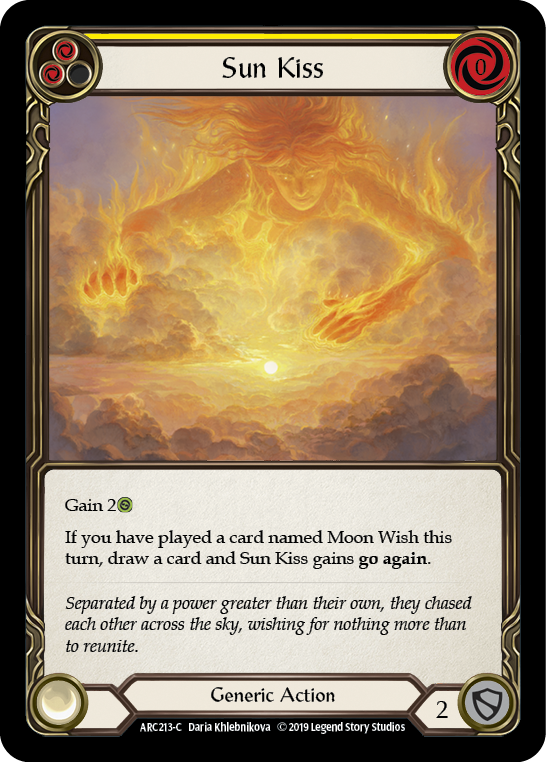 Sun Kiss
0
Gain 2
If you have played a card named Moon Wish this
turn, draw a card and Sun Kiss gains go again.
Separated by a power greater than their own, they chased
each other across the sky, wishing for nothing more than
to reunite.
Generic Action
2
ARC213-C Daria Khlebnikova © 2019 Legend Story Studios